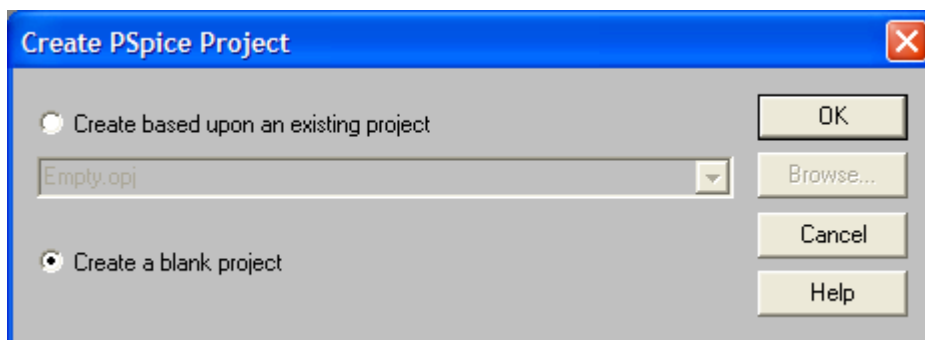 Create PSpice Project
Create based upon an existing project
OK
Empty.opj
Browse...
Create a blank project
Cancel
Help